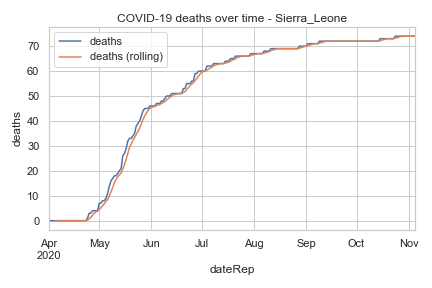 COVID-19 deaths over time - Sierra_Leone
deaths
deaths (rolling)
70
60
50
40
30
20
10
0
deaths
Apr May Jun Jul Aug Sep Oct Nov
2020
dateRep